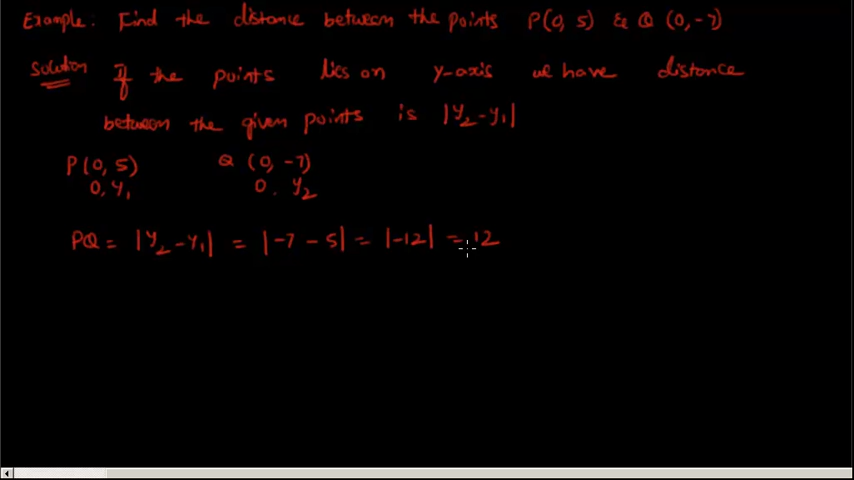 Example: Find the distance between the points P(0, 5) & Q (0, -7)
Solution If the points lies on y-axis we have distance
between the given points is |y₂-y₁|
P(0, 5) Q (0, -7)
0, y₁ 0. y₂
PQ = |y₂-y₁| = |-7 - 5| = |-12| = 12